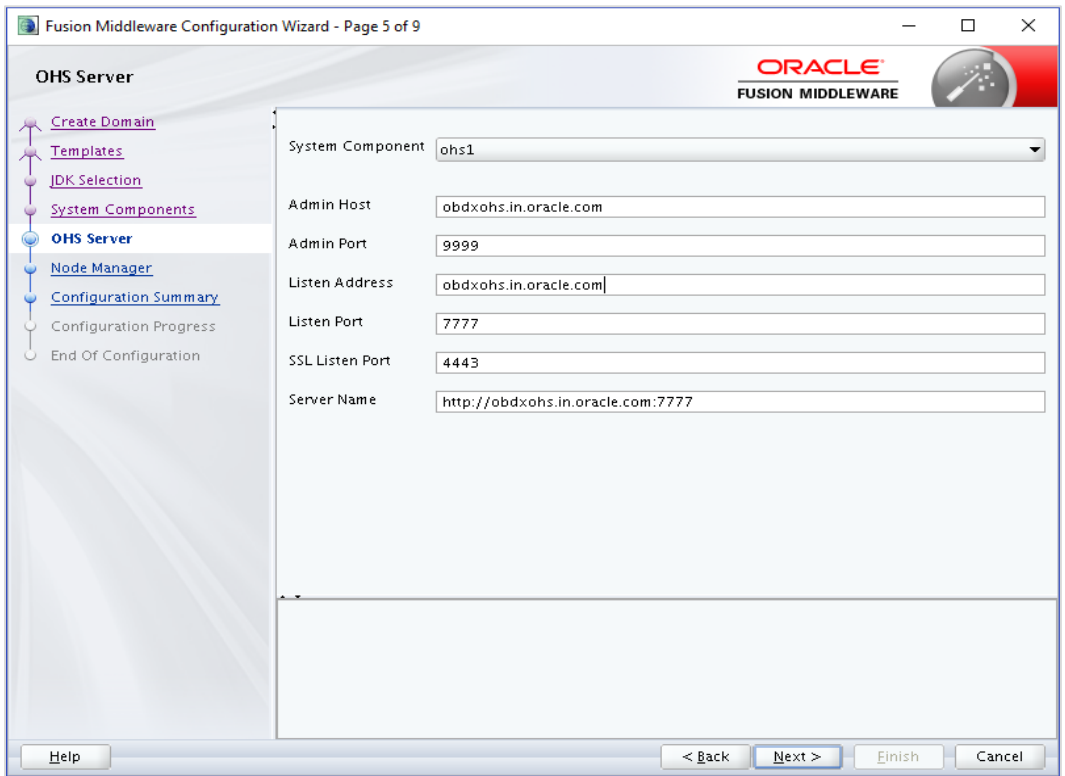 Fusion Middleware Configuration Wizard - Page 5 of 9
OHS Server
ORACLE
FUSION MIDDLEWARE
Create Domain
Templates
JDK Selection
System Components
OHS Server
Node Manager
Configuration Summary
Configuration Progress
End Of Configuration
System Component ohs1
Admin Host obdxohs.in.oracle.com
Admin Port 9999
Listen Address obdxohs.in.oracle.com
Listen Port 7777
SSL Listen Port 4443
Server Name http://obdxohs.in.oracle.com:7777
Help < Back Next > Finish Cancel